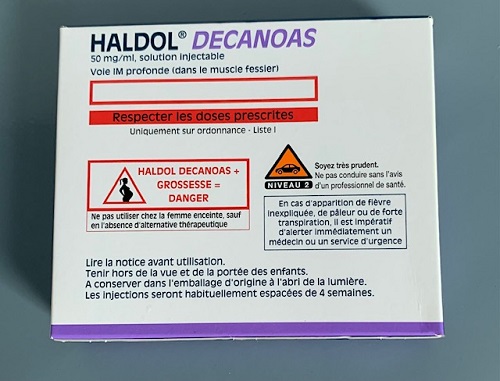 HALDOL® DECANOAS
50 mg/ml, solution injectable
Voie IM profonde (dans le muscle fessier)
Respecter les doses prescrites
Uniquement sur ordonnance - Liste I
HALDOL DECANOAS +
GROSSESSE =
DANGER
Ne pas utiliser chez la femme enceinte, sauf
en l'absence d'alternative thérapeutique
Soyez très prudent.
Ne pas conduire sans l'avis
d'un professionnel de santé.
NIVEAU 2
En cas d'apparition de fièvre
inexpliquée, de pâleur ou de forte
transpiration, il est impératif
d'alerter immédiatement un
médecin ou un service d'urgence
Lire la notice avant utilisation.
Tenir hors de la vue et de la portée des enfants.
A conserver dans l'emballage d'origine à l'abri de la lumière.
Les injections seront habituellement espacées de 4 semaines.